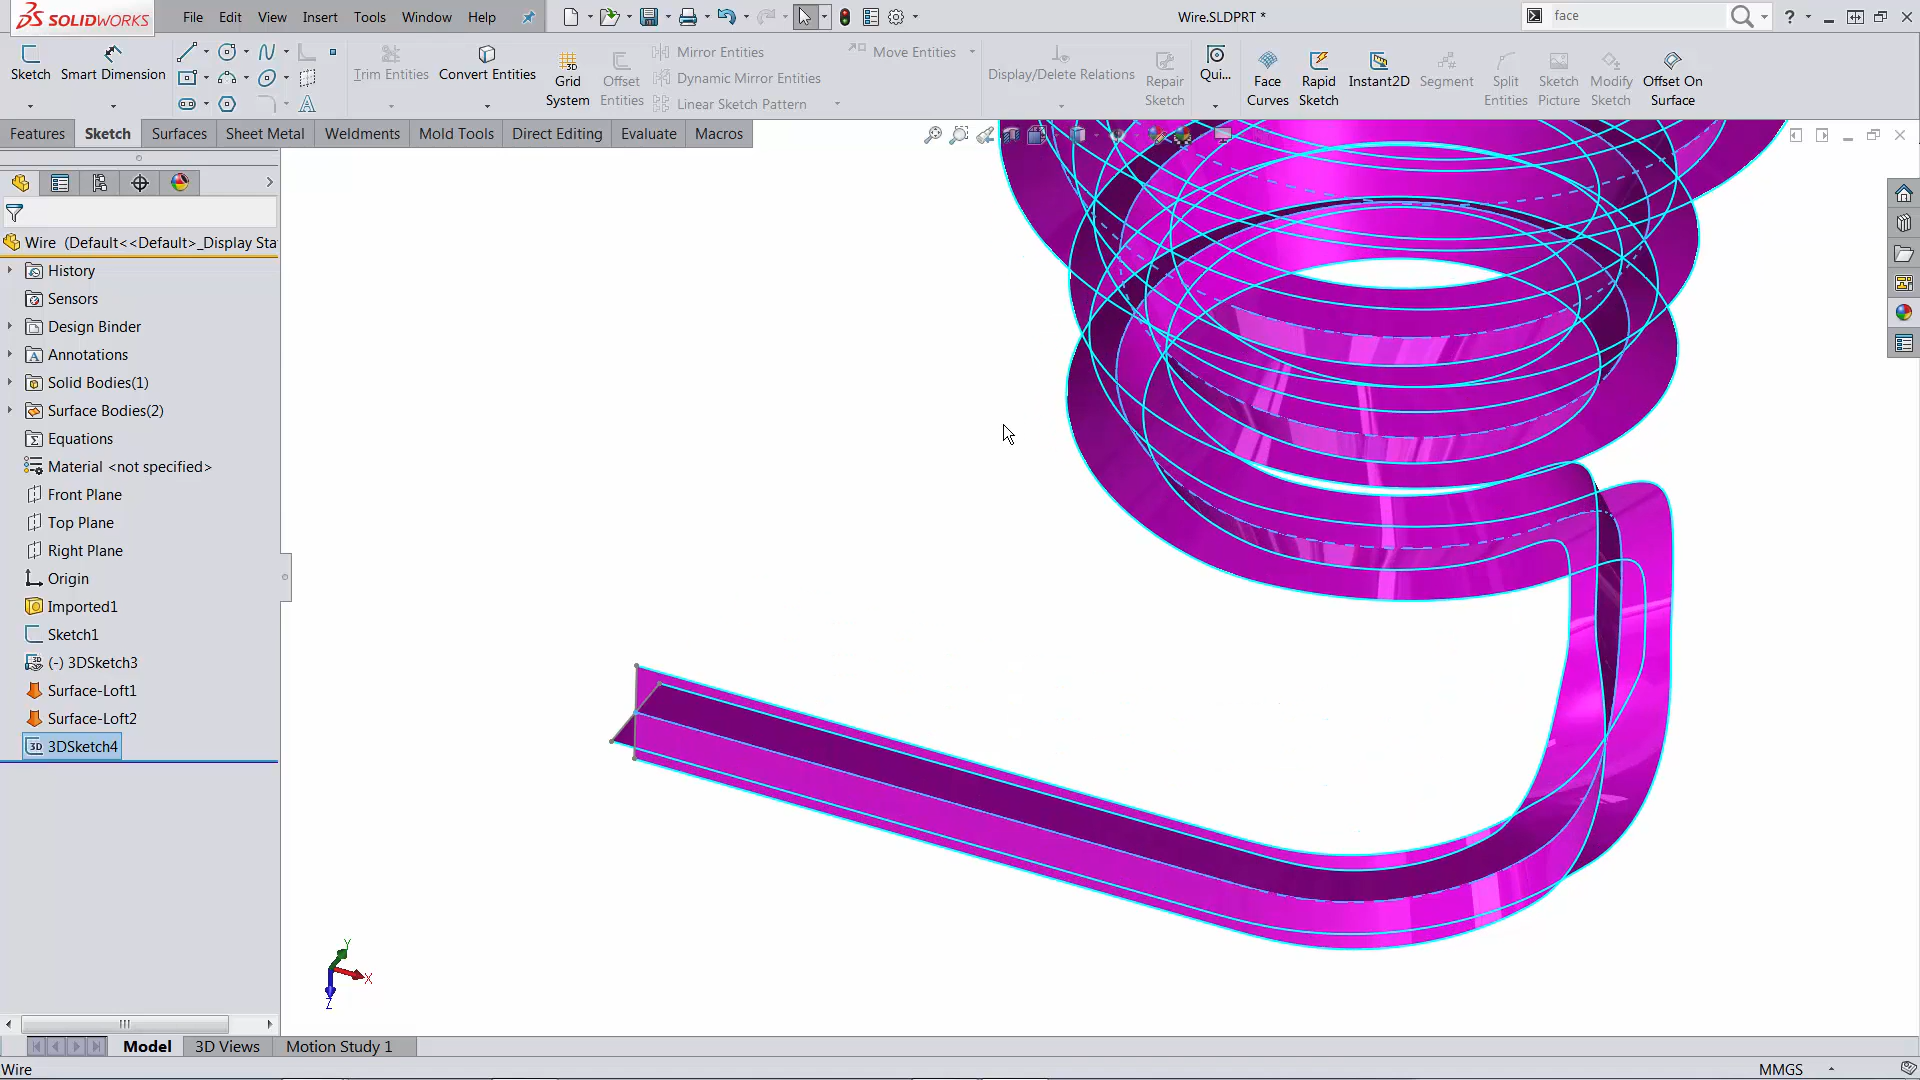 SOLIDWORKS File Edit View Insert Tools Window Help Wire.SLDPRT * face
Sketch Smart Dimension Trim Entities Convert Entities Grid System Offset Entities Mirror Entities Dynamic Mirror Entities Linear Sketch Pattern Move Entities Display/Delete Relations Repair Sketch Qui... Face Curves Rapid Sketch Instant2D Segment Split Entities Sketch Picture Modify Sketch Offset On Surface
Features Sketch Surfaces Sheet Metal Weldments Mold Tools Direct Editing Evaluate Macros
Wire (Default<<Default>_Display Sta
History
Sensors
Design Binder
Annotations
Solid Bodies(1)
Surface Bodies(2)
Equations
Material <not specified>
Front Plane
Top Plane
Right Plane
Origin
Imported1
Sketch1
(-) 3DSketch3
Surface-Loft1
Surface-Loft2
3DSketch4
Y
X
Z
Model 3D Views Motion Study 1
Wire MMGS